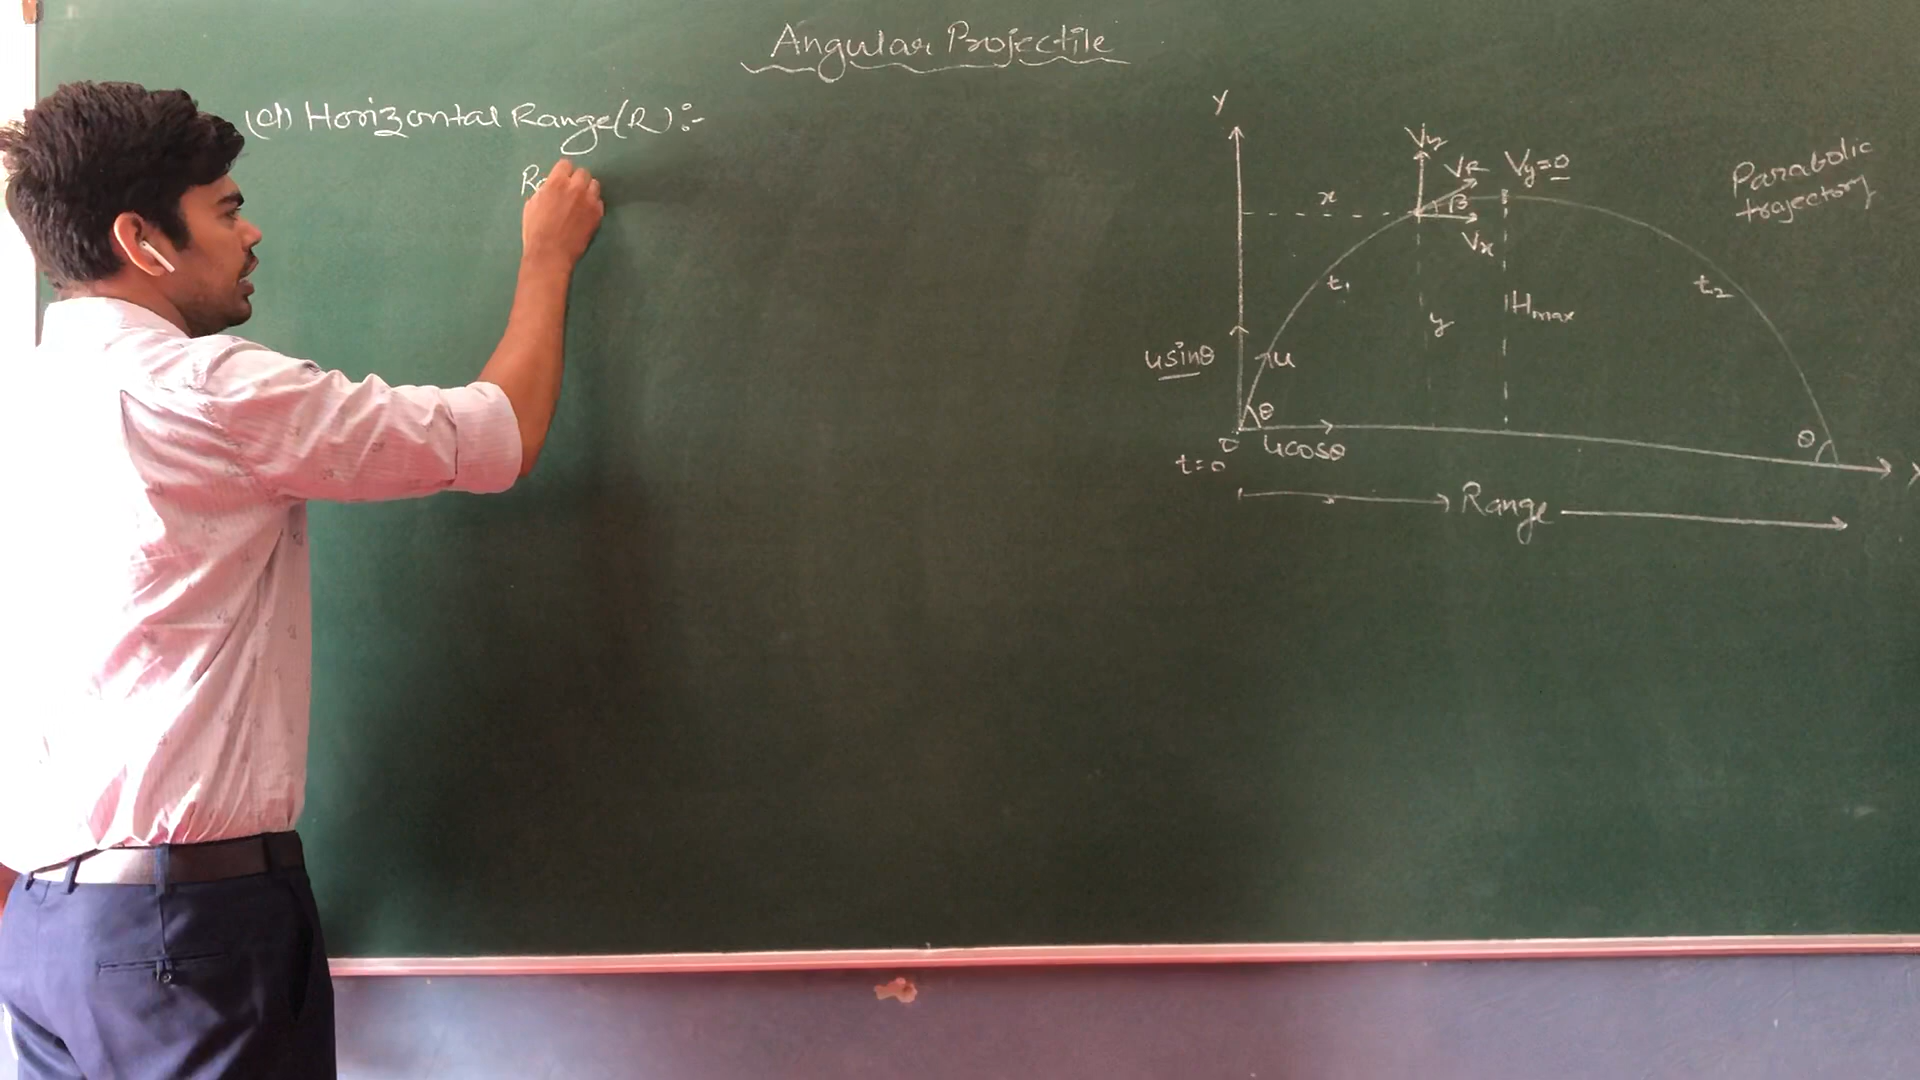 Angular Projectile
(d) Horizontal Range (R) :-
R
Y
Vy
VR
Vy=0
Parabolic
trajectory
x
β
Vx
t₁
t₂
Hmax
y
usinθ
u
θ
θ
O
ucosθ
t=0
X
Range